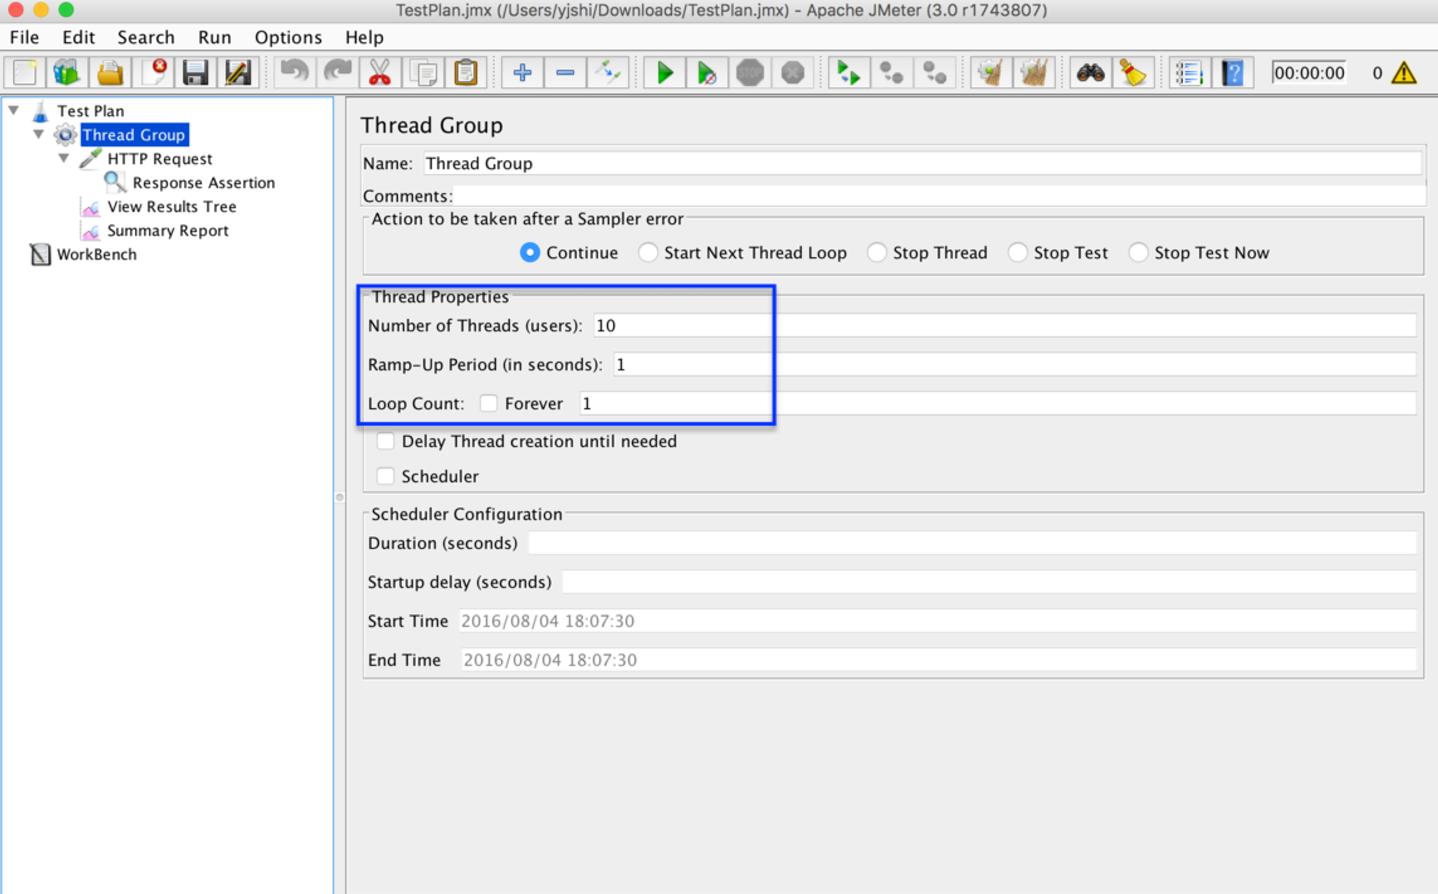 TestPlan.jmx (/Users/yjshi/Downloads/TestPlan.jmx) - Apache JMeter (3.0 r1743807)
File Edit Search Run Options Help
STOP 00:00:00 0
Test Plan
Thread Group
HTTP Request
Response Assertion
View Results Tree
Summary Report
WorkBench
Thread Group
Name: Thread Group
Comments:
Action to be taken after a Sampler error
Continue Start Next Thread Loop Stop Thread Stop Test Stop Test Now
Thread Properties
Number of Threads (users): 10
Ramp-Up Period (in seconds): 1
Loop Count: Forever 1
Delay Thread creation until needed
Scheduler
Scheduler Configuration
Duration (seconds)
Startup delay (seconds)
Start Time 2016/08/04 18:07:30
End Time 2016/08/04 18:07:30